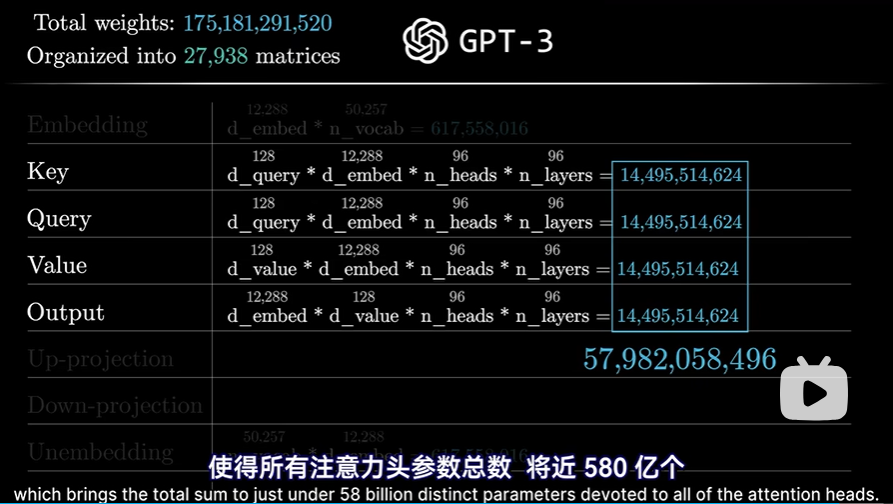 Total weights: 175,181,291,520
Organized into 27,938 matrices
GPT-3
12,288 50,257
Embedding d_embed * n_vocab = 617,558,016
128 12,288 96 96
Key d_query * d_embed * n_heads * n_layers = 14,495,514,624
128 12,288 96 96
Query d_query * d_embed * n_heads * n_layers = 14,495,514,624
128 12,288 96 96
Value d_value * d_embed * n_heads * n_layers = 14,495,514,624
12,288 128 96 96
Output d_embed * d_value * n_heads * n_layers = 14,495,514,624
Up-projection 57,982,058,496
Down-projection
50,257 12,288
Unembedding
使得所有注意力头参数总数 将近 580 亿个
which brings the total sum to just under 58 billion distinct parameters devoted to all of the attention heads.